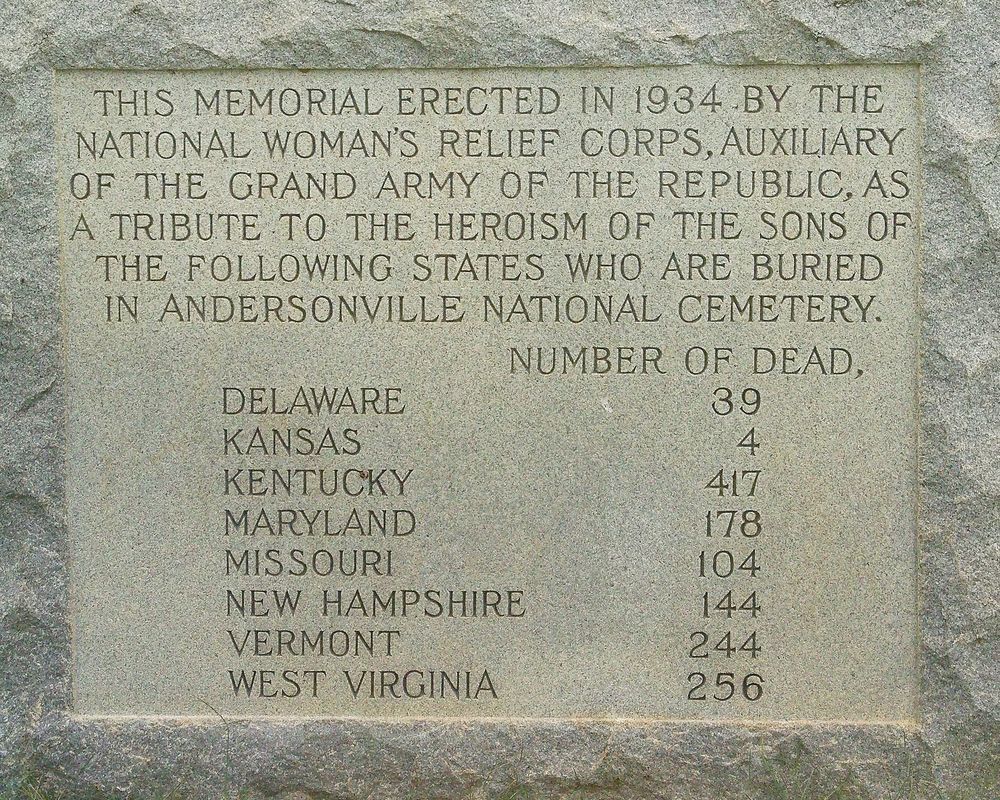 THIS MEMORIAL ERECTED IN 1934 BY THE
NATIONAL WOMAN'S RELIEF CORPS, AUXILIARY
OF THE GRAND ARMY OF THE REPUBLIC, AS
A TRIBUTE TO THE HEROISM OF THE SONS OF
THE FOLLOWING STATES WHO ARE BURIED
IN ANDERSONVILLE NATIONAL CEMETERY.
NUMBER OF DEAD,
DELAWARE 39
KANSAS 4
KENTUCKY 417
MARYLAND 178
MISSOURI 104
NEW HAMPSHIRE 144
VERMONT 244
WEST VIRGINIA 256